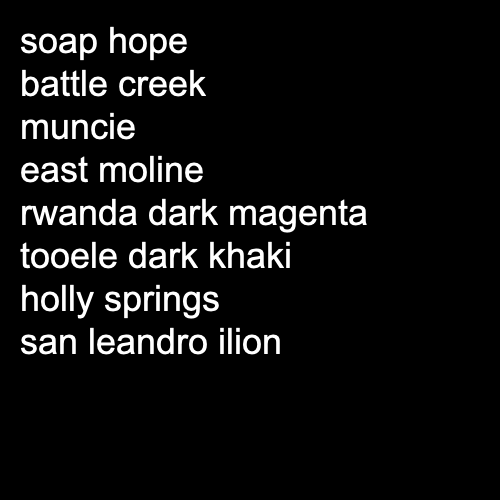 soap hope
battle creek
muncie
east moline
rwanda dark magenta
tooele dark khaki
holly springs
san leandro ilion